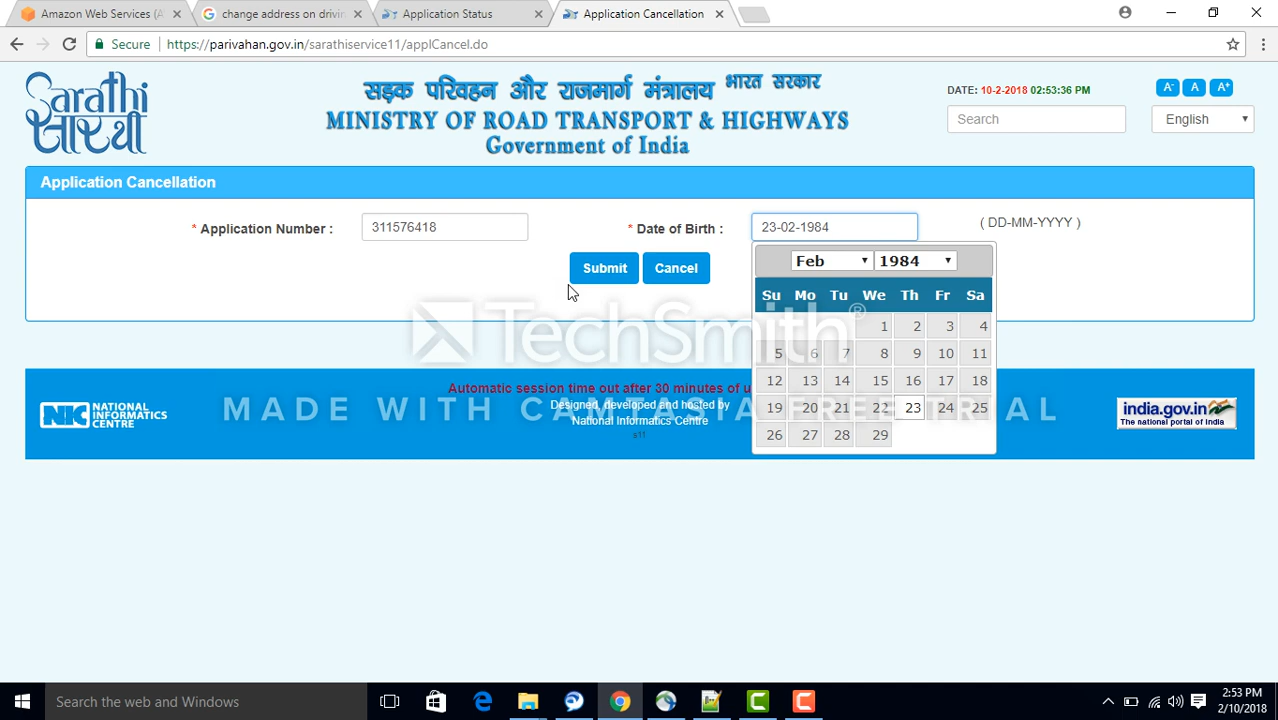 Amazon Web Services (A
change address on drivin
Application Status
Application Cancellation
Secure
https://parivahan.gov.in/sarathiservice11/applCancel.do
Sarathi
सारथी
सड़क परिवहन और राजमार्ग मंत्रालय भारत सरकार
MINISTRY OF ROAD TRANSPORT & HIGHWAYS
Government of India
DATE: 10-2-2018 02:53:36 PM
A- A A+
Search
English
Application Cancellation
* Application Number : 311576418
* Date of Birth : 23-02-1984 ( DD-MM-YYYY )
Submit Cancel
Feb 1984
Su Mo Tu We Th Fr Sa
1 2 3 4
5 6 7 8 9 10 11
12 13 14 15 16 17 18
19 20 21 22 23 24 25
26 27 28 29
TechSmith®
MADE WITH CAMTASIA FREE TRIAL
Automatic session time out after 30 minutes of u
NIC NATIONAL INFORMATICS CENTRE
Designed, developed and hosted by
National Informatics Centre
s11
india.gov.in
The national portal of India
Search the web and Windows
2:53 PM
2/10/2018